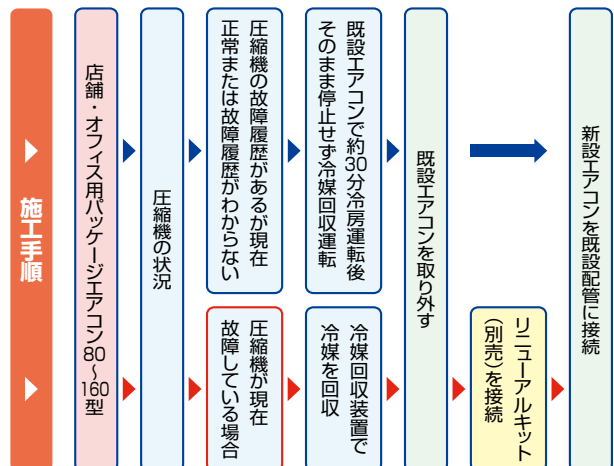 施工手順
店舗・オフィス用パッケージエアコン80~160型
圧縮機の状況
圧縮機の故障履歴があるが現在
正常または故障履歴がわからない
既設エアコンで約30分冷房運転後
そのまま停止せず冷媒回収運転
圧縮機が現在
故障している場合
冷媒回収装置で
冷媒を回収
既設エアコンを取り外す
リニューアルキット
(別売)を接続
新設エアコンを既設配管に接続